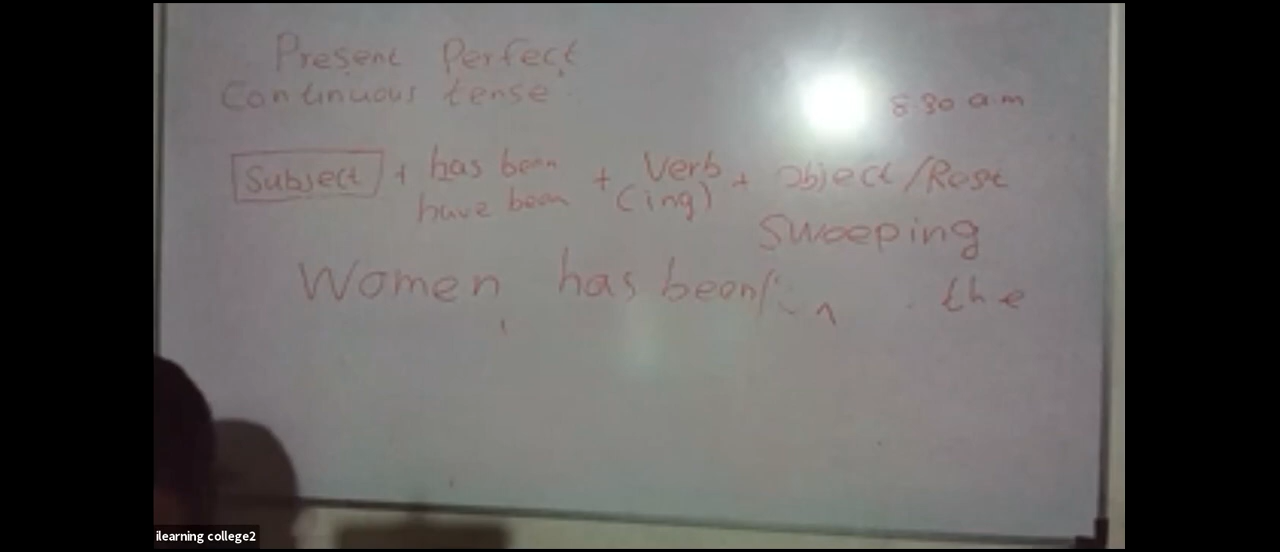 Present Perfect
Continuous tense
8:30 a.m
Subject + has been + Verb + Object/Rest
have been (ing)
Sweeping
Women has been the
ilearning college2